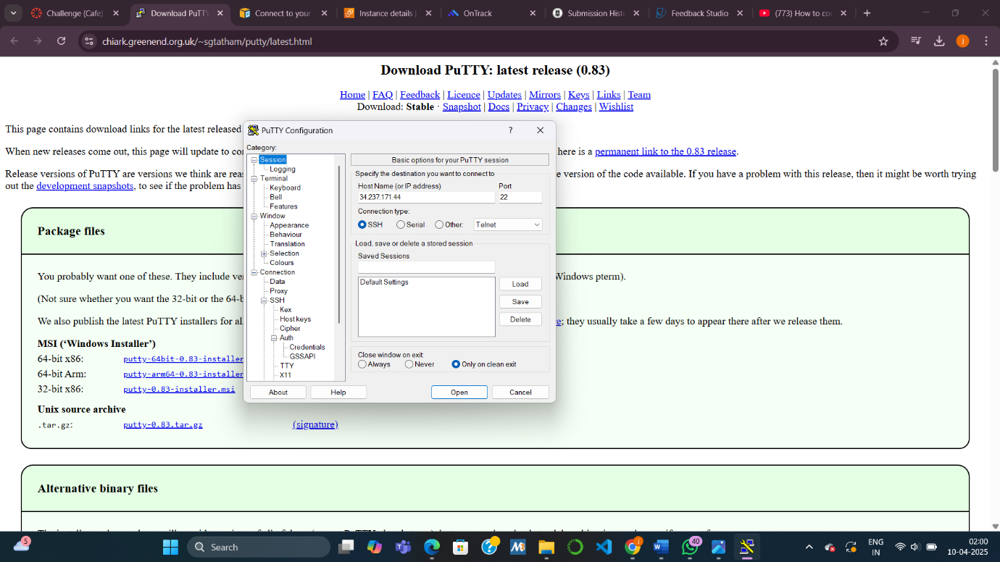 Challenge (Cafe)
Download PuTTY
Connect to your
Instance details
OnTrack
Submission Hist
Feedback Studio
(773) How to co
chiark.greenend.org.uk/~sgtatham/putty/latest.html
Download PuTTY: latest release (0.83)
Home | FAQ | Feedback | Licence | Updates | Mirrors | Keys | Links | Team
Download: Stable · Snapshot | Docs | Privacy | Changes | Wishlist
This page contains download links for the latest released
When new releases come out, this page will update to co
here is a permanent link to the 0.83 release.
Release versions of PuTTY are versions we think are rea
e version of the code available. If you have a problem with this release, then it might be worth trying
out the development snapshots, to see if the problem has
Package files
You probably want one of these. They include ve
Windows pterm).
(Not sure whether you want the 32-bit or the 64-b
We also publish the latest PuTTY installers for al
e; they usually take a few days to appear there after we release them.
MSI (‘Windows Installer’)
64-bit x86: putty-64bit-0.83-installer
64-bit Arm: putty-arm64-0.83-installer
32-bit x86: putty-0.83-installer.msi
Unix source archive
.tar.gz: putty-0.83.tar.gz (signature)
Alternative binary files
PuTTY Configuration
?
Category:
Session
Logging
Terminal
Keyboard
Bell
Features
Window
Appearance
Behaviour
Translation
Selection
Colours
Connection
Data
Proxy
SSH
Kex
Host keys
Cipher
Auth
Credentials
GSSAPI
TTY
X11
Basic options for your PuTTY session
Specify the destination you want to connect to
Host Name (or IP address) Port
34.237.171.44 22
Connection type:
SSH Serial Other: Telnet
Load, save or delete a stored session
Saved Sessions
Default Settings
Load
Save
Delete
Close window on exit:
Always Never Only on clean exit
About Help Open Cancel
5
Search
40
ENG
IN
02:00
10-04-2025